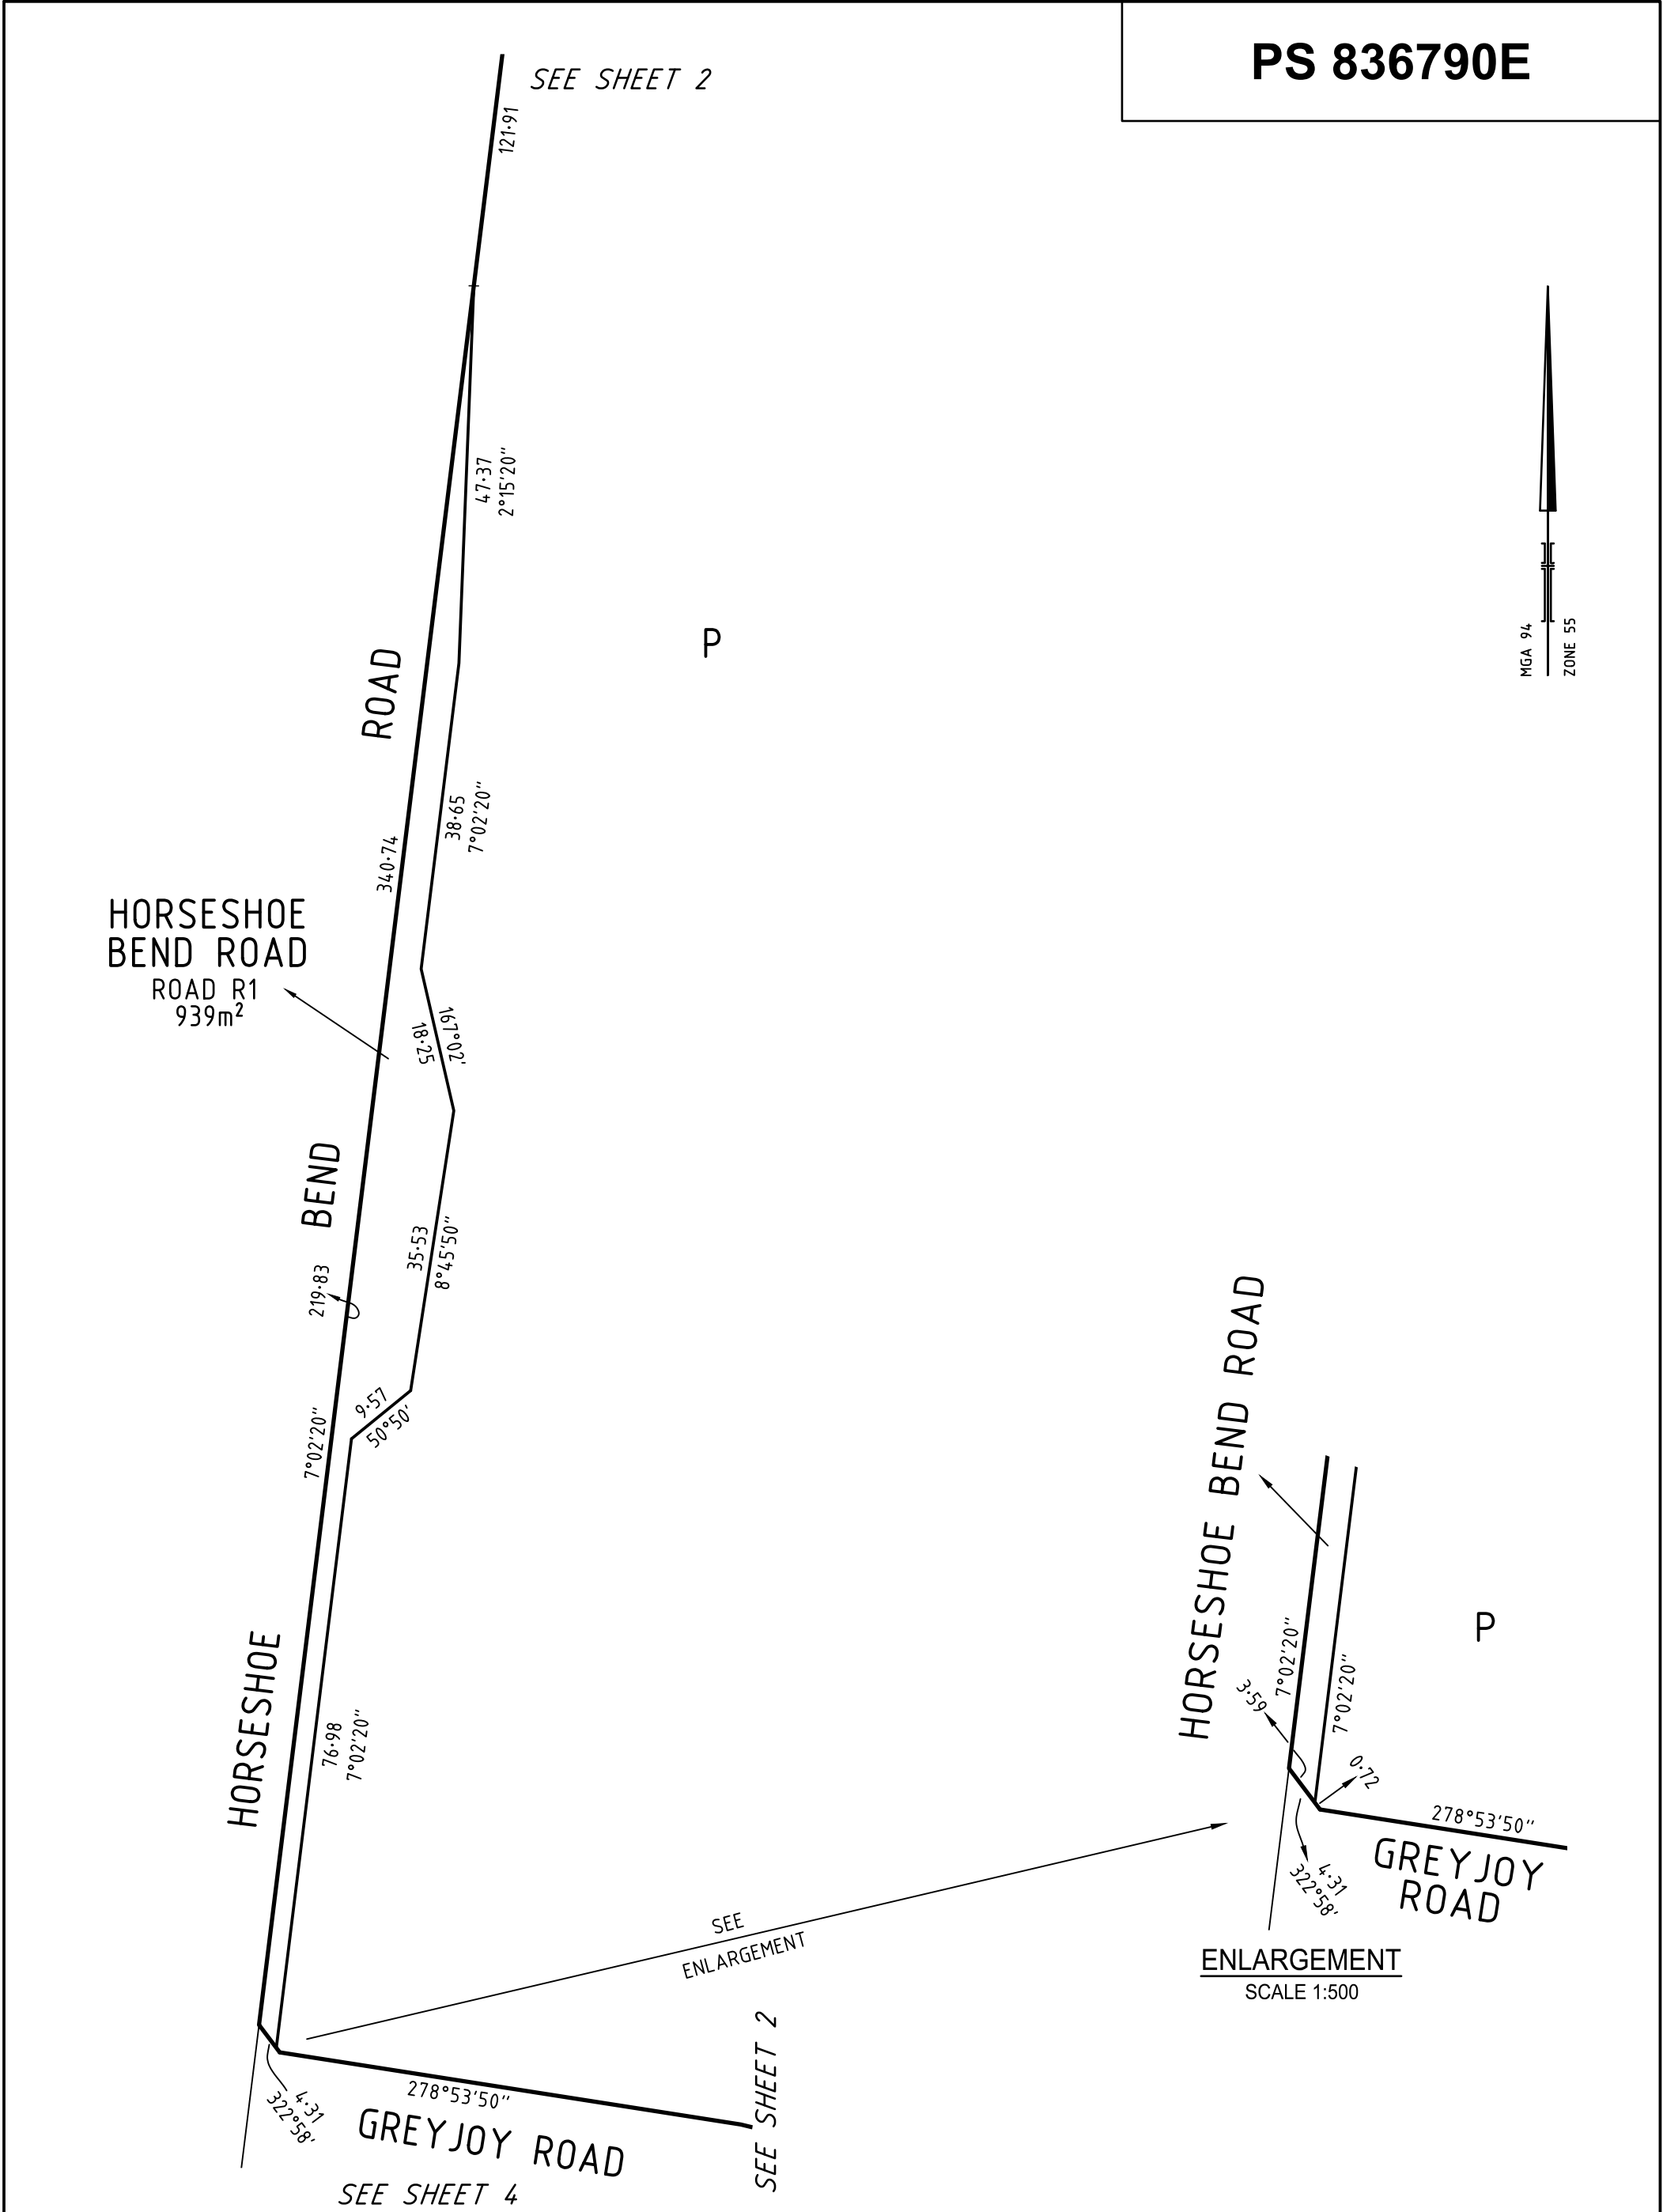 PS 836790E
SEE SHEET 2
121·91
47·37
2°15'20"
P
MGA 94
ZONE 55
ROAD
38·65
7°02'20"
340·74
HORSESHOE
BEND ROAD
ROAD R1
939m²
167°02'
18·25
BEND
35·53
8°45'50"
219·83
9·57
50°50'
7°02'20"
HORSESHOE
76·98
7°02'20"
HORSESHOE BEND ROAD
P
7°02'20"
7°02'20"
3·59
0·72
278°53'50"
GREYJOY
ROAD
4·31
322°58'
ENLARGEMENT
SCALE 1:500
SEE
ENLARGEMENT
SEE SHEET 2
278°53'50"
4·31
322°58'
GREYJOY ROAD
SEE SHEET 4